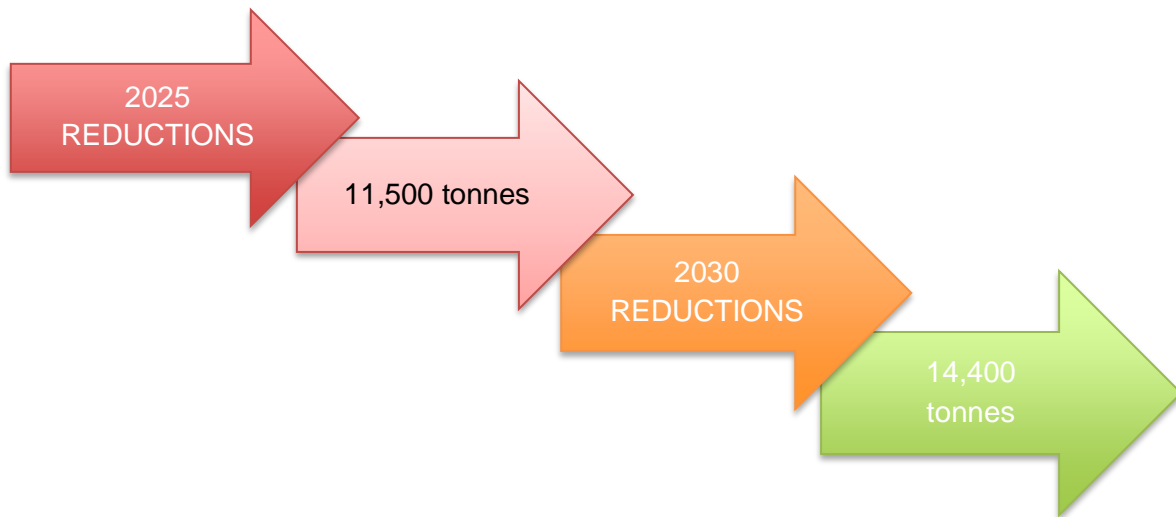 2025
REDUCTIONS
11,500 tonnes
2030
REDUCTIONS
14,400
tonnes